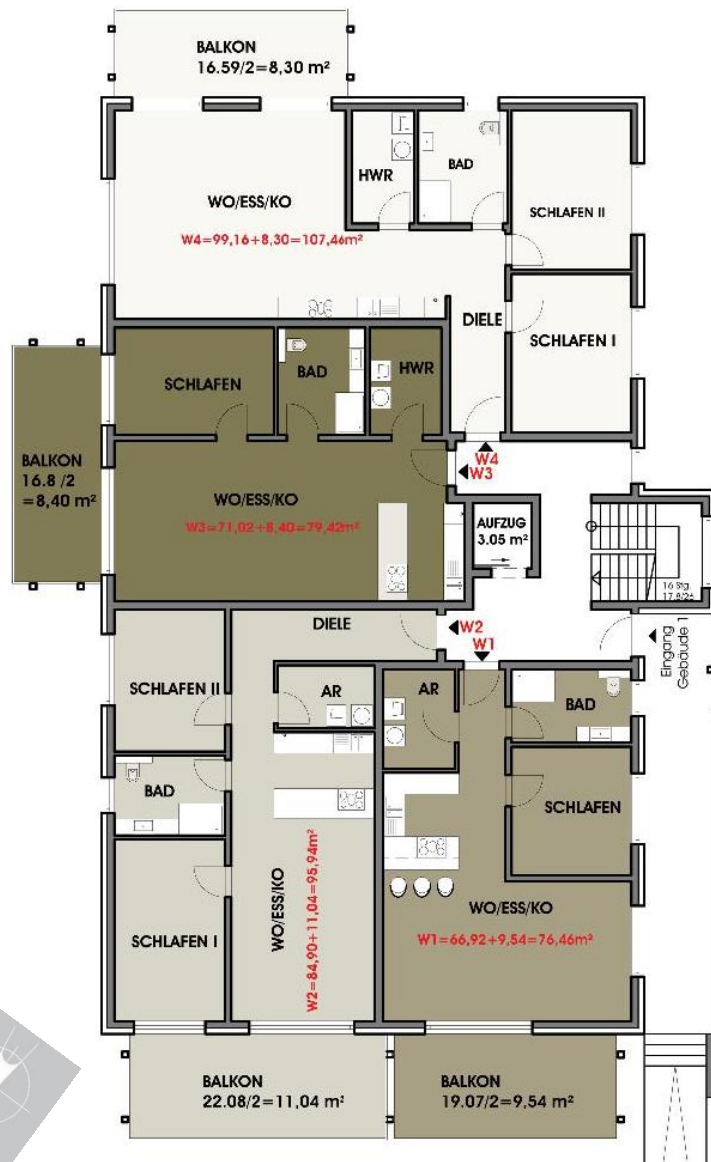 BALKON
16.59/2=8,30 m²
HWR
BAD
WO/ESS/KO
SCHLAFEN II
W4=99,16+8,30=107,46m²
DIELE
SCHLAFEN I
SCHLAFEN
BAD
HWR
BALKON
16.8 /2
=8,40 m²
W4
W3
WO/ESS/KO
W3=71,02+8,40=79,42m²
AUFZUG
3.05 m²
16 Stg.
17.8/26
DIELE
W2
W1
Eingang
Gebäude 1
SCHLAFEN II
AR
AR
BAD
BAD
SCHLAFEN
WO/ESS/KO
W2=84,90+11,04=95,94m²
WO/ESS/KO
W1=66,92+9,54=76,46m²
SCHLAFEN I
BALKON
22.08/2=11,04 m²
BALKON
19.07/2=9,54 m²